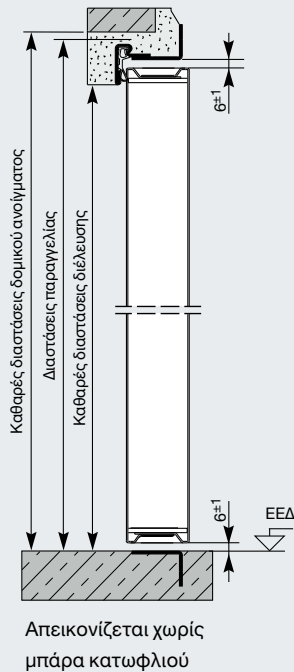 Καθαρές διαστάσεις δομικού ανοίγματος
Διαστάσεις παραγγελίας
Καθαρές διαστάσεις διέλευσης
6±1
6±1
ΕΕΔ
Απεικονίζεται χωρίς
μπάρα κατωφλιού